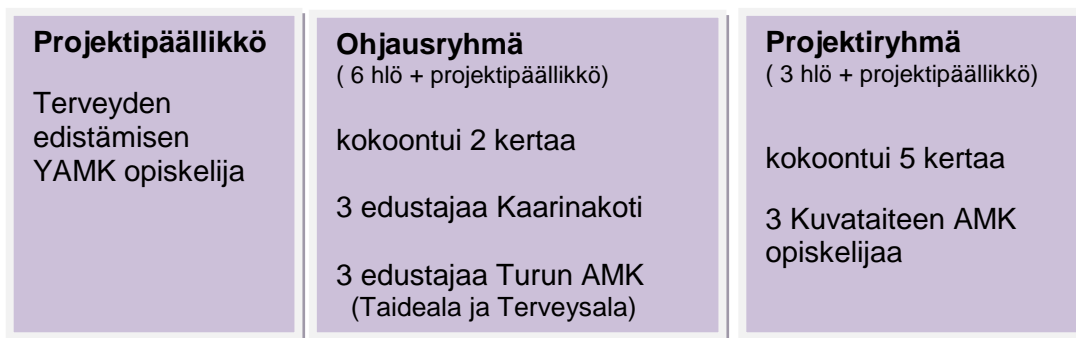 Projektipäällikkö
Terveyden
edistämisen
YAMK opiskelija
Ohjausryhmä
( 6 hlö + projektipäällikkö)
kokoontui 2 kertaa
3 edustajaa Kaarinakoti
3 edustajaa Turun AMK
(Taideala ja Terveysala)
Projektiryhmä
( 3 hlö + projektipäällikkö)
kokoontui 5 kertaa
3 Kuvataiteen AMK
opiskelijaa